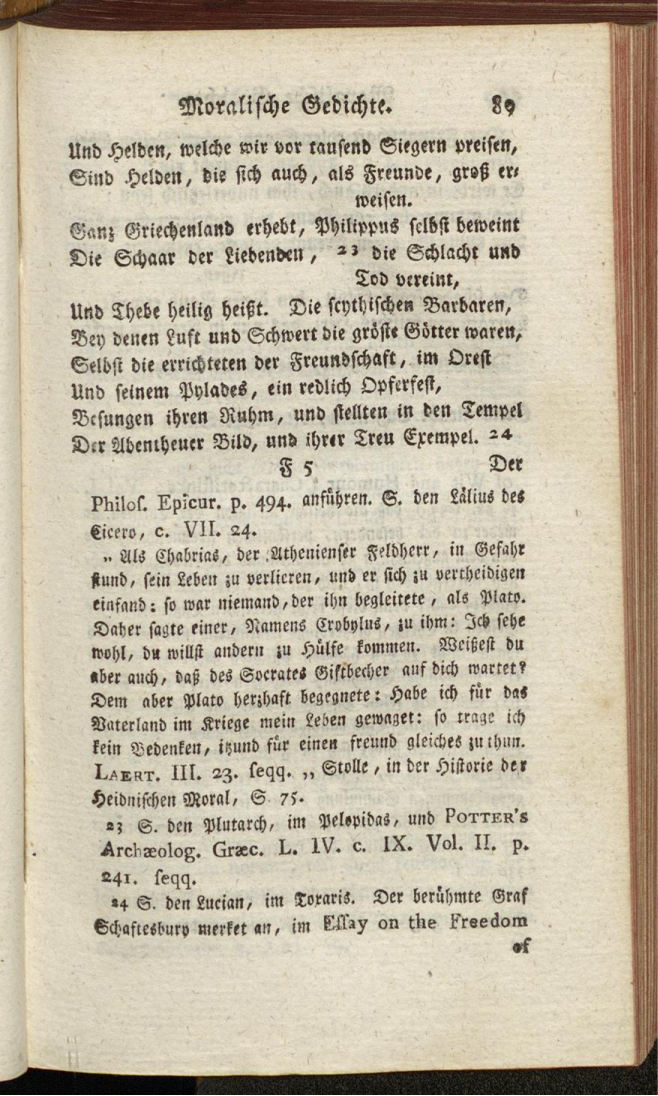 Moralische Gedichte. 89
Und Helden, welche wir vor tausend Siegern preisen,
Sind Helden, die sich auch, als Freunde, groß er-
weisen.
Ganz Griechenland erhebt, Philippus selbst beweint
Die Schaar der Liebenden, 23 die Schlacht und
Tod vereint,
Und Thebe heilig heißt. Die scythischen Barbaren,
Bey denen Luft und Schwert die gröste Götter waren,
Selbst die errichteten der Freundschaft, im Orest
Und seinem Pylades, ein redlich Opferfest,
Besungen ihren Ruhm, und stellten in den Tempel
Der Abentheuer Bild, und ihrer Treu Exempel. 24
F 5 Der
Philos. Epicur. p. 494. anführen. S. den Lälius des
Cicero, c. VII. 24.
„ Als Chabrias, der Athenienser Feldherr, in Gefahr
stund, sein Leben zu verlieren, und er sich zu vertheidigen
einfand: so war niemand, der ihn begleitete, als Plato.
Daher sagte einer, Namens Crobylus, zu ihm: Ich sehe
wohl, du willst andern zu Hülfe kommen. Weißest du
aber auch, daß des Socrates Giftbecher auf dich wartet?
Dem aber Plato herzhaft begegnete: Habe ich für das
Vaterland im Kriege mein Leben gewaget: so trage ich
kein Bedenken, itzund für einen freund gleiches zu thun.
LAERT. III. 23. seqq. „ Stolle, in der Historie der
Heidnischen Moral, S. 75.
23 S. den Plutarch, im Pelopidas, und POTTER'S
Archæolog. Græc. L. IV. c. IX. Vol. II. p.
241. seqq.
24 S. den Lucian, im Toxaris. Der berühmte Graf
Schaftesbury merket an, im Essay on the Freedom
of